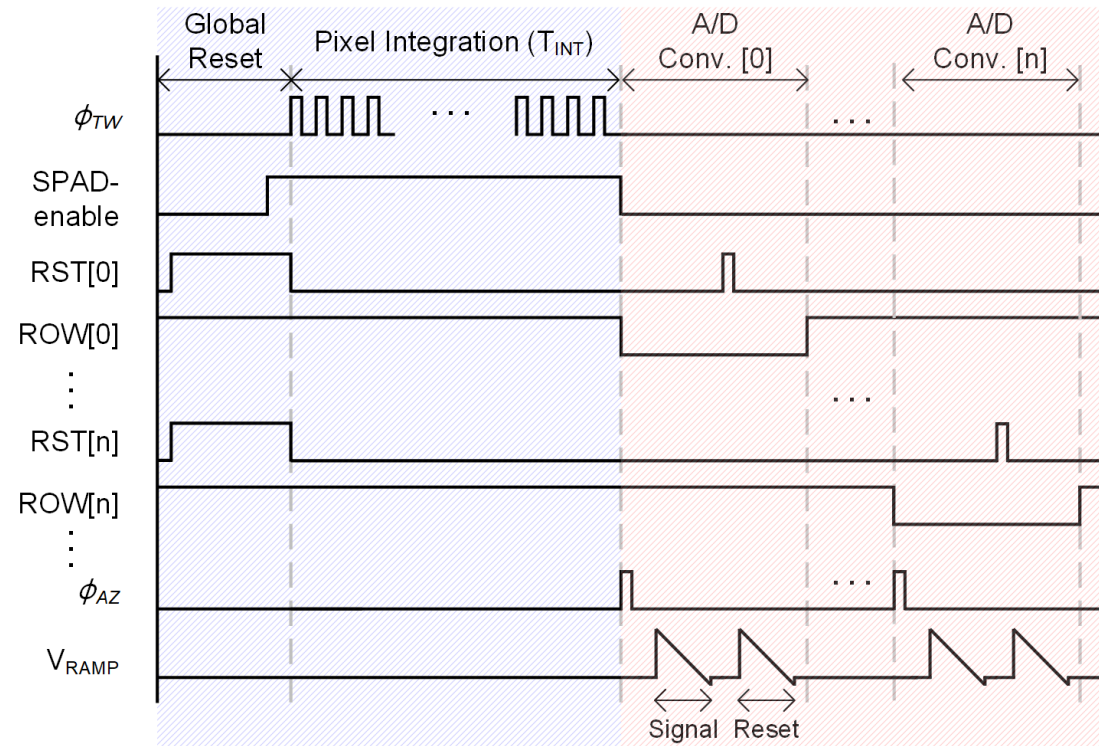 Global
Reset
Pixel Integration (TINT)
A/D
Conv. [0]
A/D
Conv. [n]
ϕTW
. . .
. . .
SPAD-
enable
RST[0]
ROW[0]
. . .
. . .
RST[n]
ROW[n]
. . .
ϕAZ
. . .
VRAMP
Signal
Reset